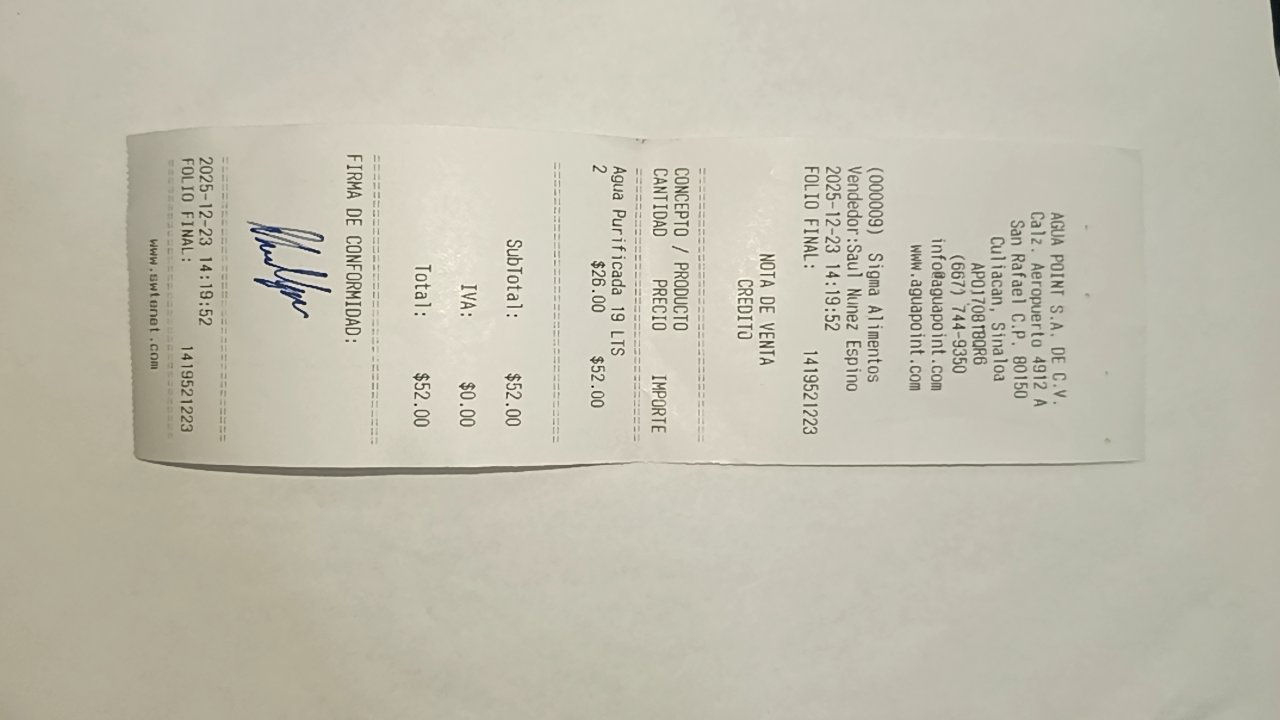 AGUA POINT S.A. DE C.V.
Calz. Aeropuerto 4912 A
San Rafael C.P. 80150
Culiacan, Sinaloa
APO170818QR6
(667) 744-9350
info@aguapoint.com
www.aguapoint.com
(000009) Sigma Alimentos
Vendedor:Saul Nunez Espino
2025-12-23 14:19:52
FOLIO FINAL: 1419521223
NOTA DE VENTA
CREDITO
CONCEPTO / PRODUCTO
CANTIDAD PRECIO IMPORTE
Agua Purificada 19 LTS
2 $26.00 $52.00
SubTotal: $52.00
IVA: $0.00
Total: $52.00
FIRMA DE CONFORMIDAD:
2025-12-23 14:19:52
FOLIO FINAL: 1419521223
www.swtenet.com